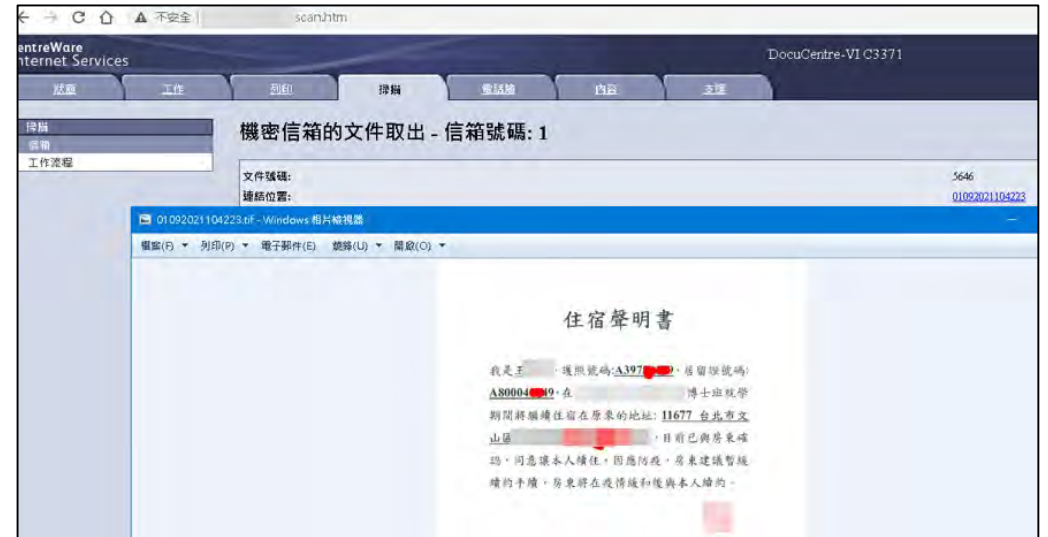 不安全
scan.htm
entreWare
nternet Services
DocuCentre-VI C3371
狀態 工作 列印 掃描 內容 支援
掃描
信箱
工作流程
機密信箱的文件取出 - 信箱號碼: 1
文件號碼: 5646
連結位置: 01092021104223
01092021104223.tif - Windows 相片檢視器
檔案(F) 列印(P) 電子郵件(E) 燒錄(U) 開啟(O)
住宿聲明書
我是王 護照號碼:A397 9,居留證號碼:
A80004 49,在 博士班就學
期間將繼續住宿在原來的地址: 11677 台北市文
山區 ,目前已與房東確
認,同意讓本人續住,因應防疫,房東建議暫緩
續約手續,房東將在疫情緩和後與本人續約。